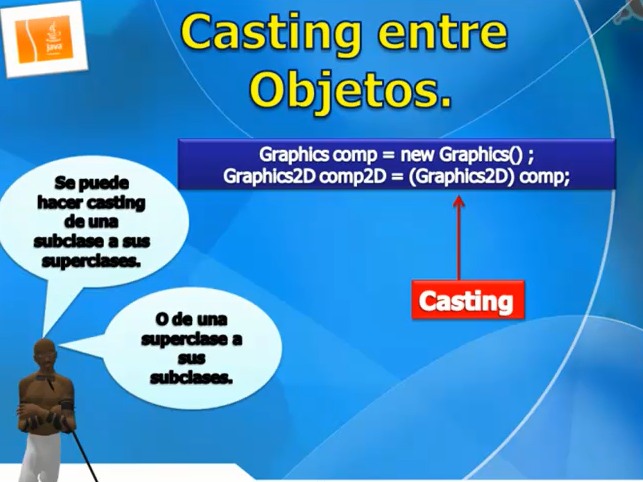 Java
Casting entre
Objetos.
Graphics comp = new Graphics() ;
Graphics2D comp2D = (Graphics2D) comp;
Se puede
hacer casting
de una
subclase a sus
superclases.
Casting
O de una
superclase a
sus
subclases.